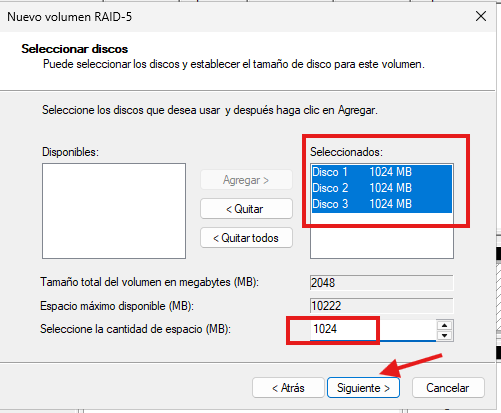 Nuevo volumen RAID-5
Seleccionar discos
Puede seleccionar los discos y establecer el tamaño de disco para este volumen.
Seleccione los discos que desea usar y después haga clic en Agregar.
Disponibles:
Seleccionados:
Disco 1 1024 MB
Disco 2 1024 MB
Disco 3 1024 MB
Agregar >
< Quitar
< Quitar todos
Tamaño total del volumen en megabytes (MB): 2048
Espacio máximo disponible (MB): 10222
Seleccione la cantidad de espacio (MB): 1024
< Atrás Siguiente > Cancelar